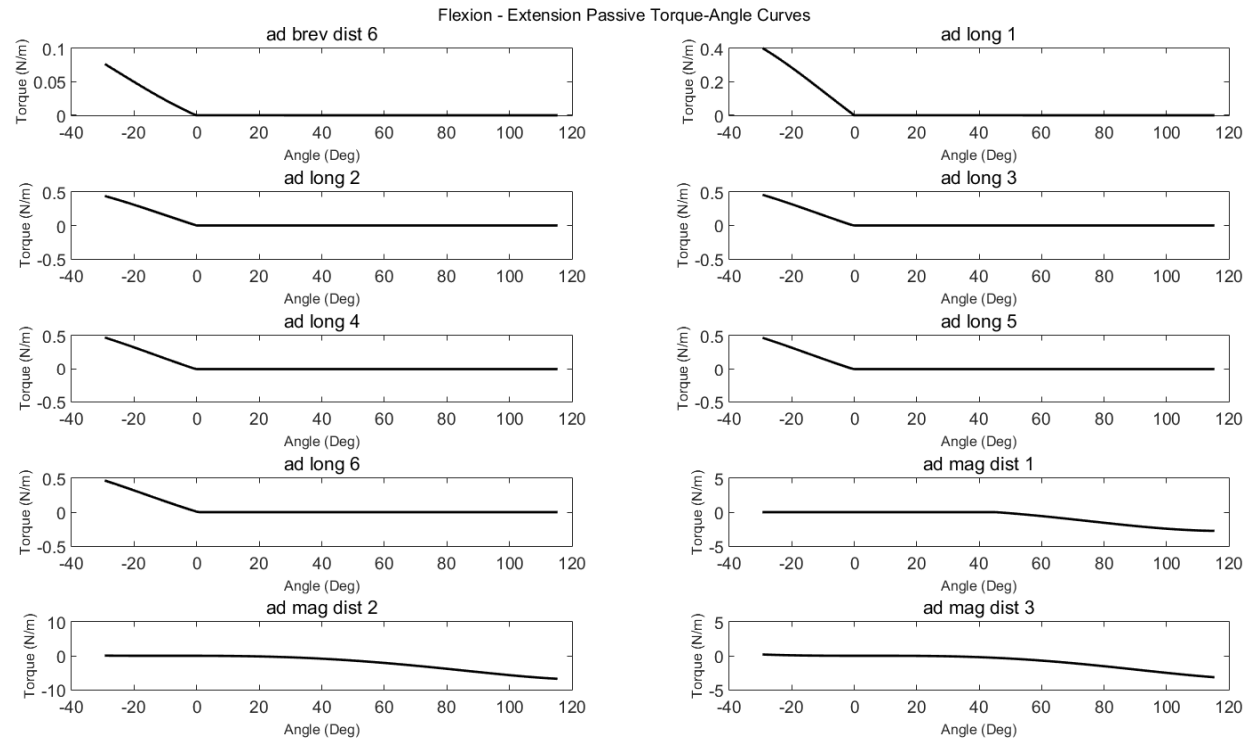 Flexion - Extension Passive Torque-Angle Curves
ad brev dist 6
Torque (N/m)
0.1
0.05
0
-40 -20 0 20 40 60 80 100 120
Angle (Deg)
ad long 1
Torque (N/m)
0.4
0.2
0
-40 -20 0 20 40 60 80 100 120
Angle (Deg)
ad long 2
Torque (N/m)
0.5
0
-0.5
-40 -20 0 20 40 60 80 100 120
Angle (Deg)
ad long 3
Torque (N/m)
0.5
0
-0.5
-40 -20 0 20 40 60 80 100 120
Angle (Deg)
ad long 4
Torque (N/m)
0.5
0
-0.5
-40 -20 0 20 40 60 80 100 120
Angle (Deg)
ad long 5
Torque (N/m)
0.5
0
-0.5
-40 -20 0 20 40 60 80 100 120
Angle (Deg)
ad long 6
Torque (N/m)
0.5
0
-0.5
-40 -20 0 20 40 60 80 100 120
Angle (Deg)
ad mag dist 1
Torque (N/m)
5
0
-5
-40 -20 0 20 40 60 80 100 120
Angle (Deg)
ad mag dist 2
Torque (N/m)
10
0
-10
-40 -20 0 20 40 60 80 100 120
Angle (Deg)
ad mag dist 3
Torque (N/m)
5
0
-5
-40 -20 0 20 40 60 80 100 120
Angle (Deg)